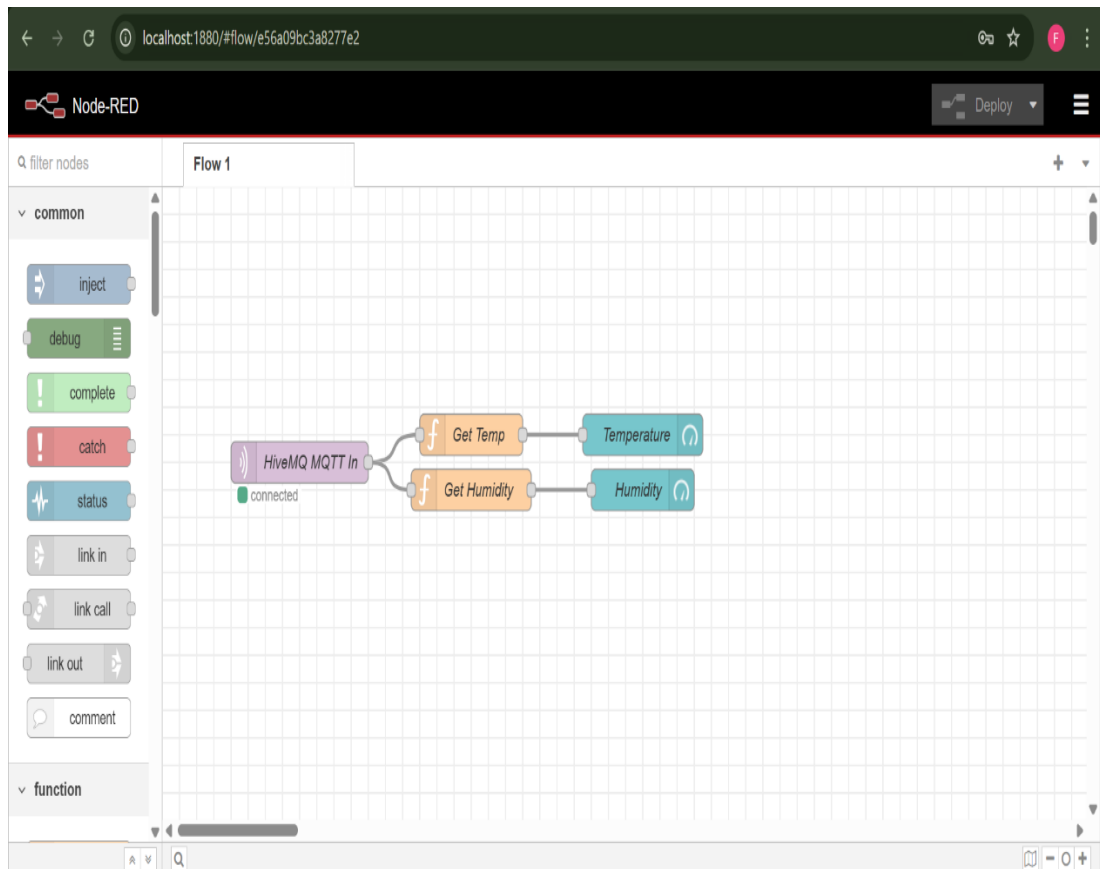 localhost:1880/#flow/e56a09bc3a8277e2
F
Node-RED
Deploy
filter nodes
Flow 1
common
inject
debug
complete
catch
status
link in
link call
link out
comment
function
HiveMQ MQTT In
connected
Get Temp
Temperature
Get Humidity
Humidity